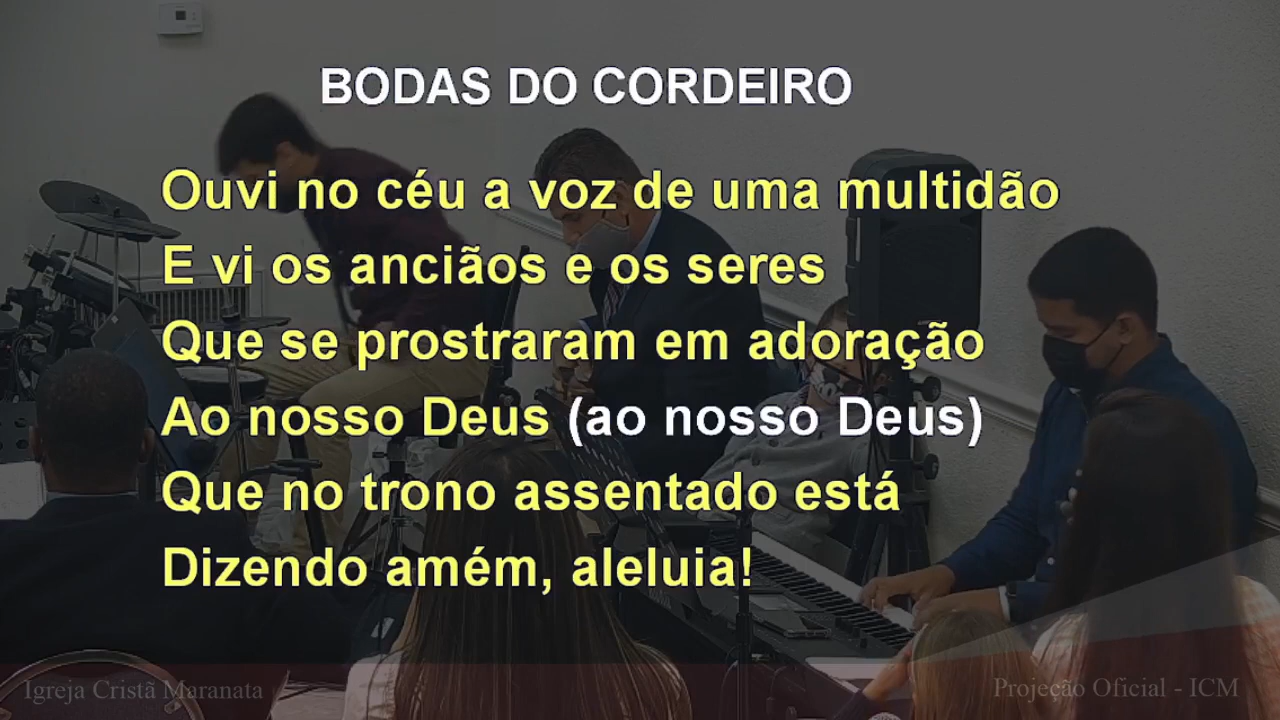 BODAS DO CORDEIRO
Ouvi no céu a voz de uma multidão
E vi os anciãos e os seres
Que se prostraram em adoração
Ao nosso Deus (ao nosso Deus)
Que no trono assentado está
Dizendo amém, aleluia!
Igreja Cristã Maranata
Projeção Oficial - ICM